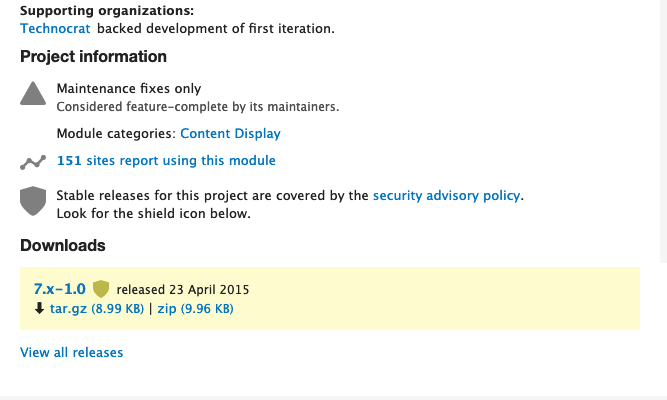 Supporting organizations:
Technocrat backed development of first iteration.
Project information
Maintenance fixes only
Considered feature-complete by its maintainers.
Module categories: Content Display
151 sites report using this module
Stable releases for this project are covered by the security advisory policy.
Look for the shield icon below.
Downloads
7.x-1.0 released 23 April 2015
tar.gz (8.99 KB) | zip (9.96 KB)
View all releases